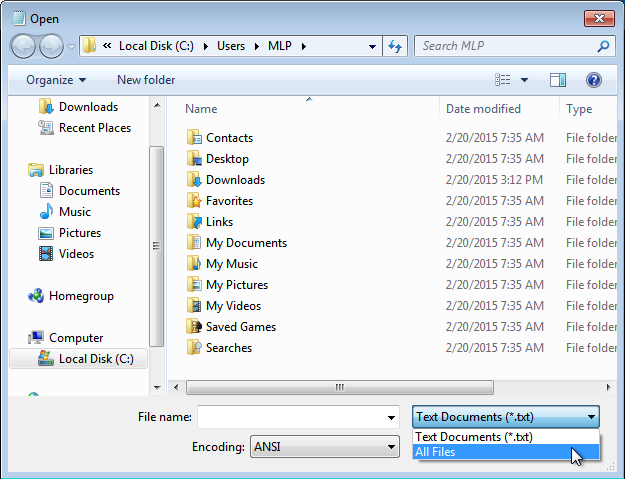 Open
« Local Disk (C:) Users MLP Search MLP
Organize New folder
Downloads
Recent Places
Libraries
Documents
Music
Pictures
Videos
Homegroup
Computer
Local Disk (C:)
Name Date modified Type
Contacts 2/20/2015 7:35 AM File folder
Desktop 2/20/2015 7:35 AM File folder
Downloads 2/20/2015 3:12 PM File folder
Favorites 2/20/2015 7:35 AM File folder
Links 2/20/2015 7:35 AM File folder
My Documents 2/20/2015 7:35 AM File folder
My Music 2/20/2015 7:35 AM File folder
My Pictures 2/20/2015 7:35 AM File folder
My Videos 2/20/2015 7:35 AM File folder
Saved Games 2/20/2015 7:35 AM File folder
Searches 2/20/2015 7:35 AM File folder
File name: Text Documents (*.txt)
Text Documents (*.txt)
Encoding: ANSI All Files